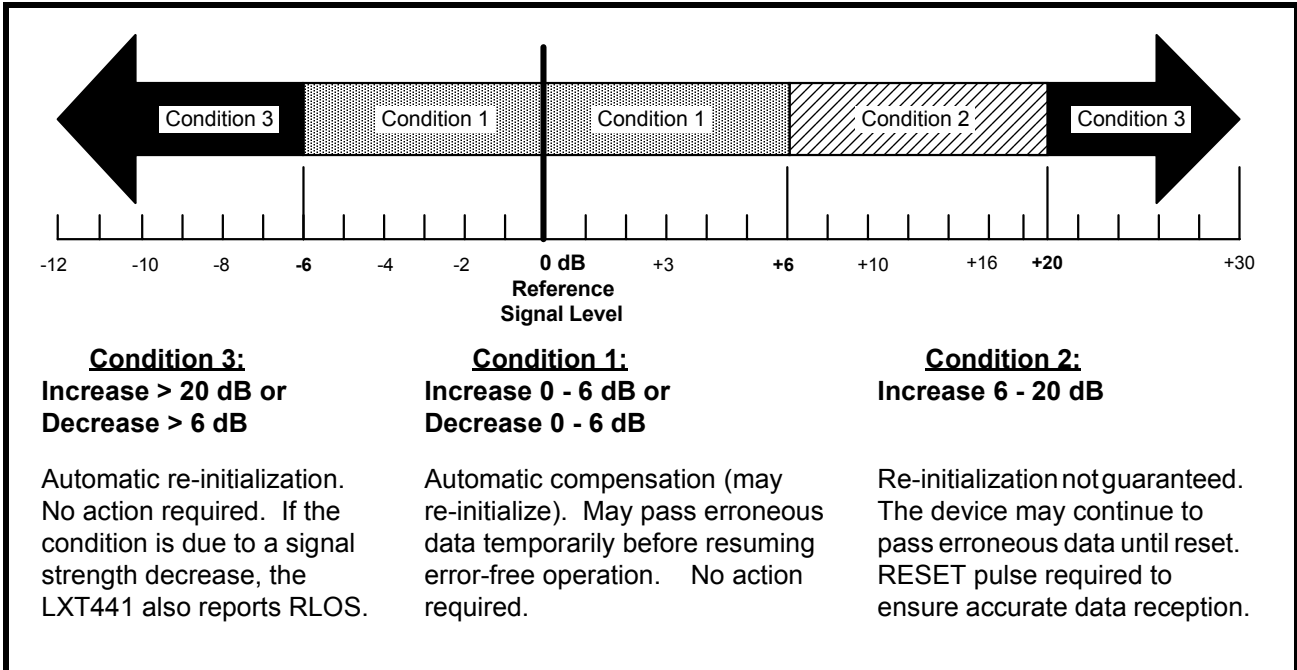 Condition 3 Condition 1 Condition 1 Condition 2 Condition 3
-12 -10 -8 -6 -4 -2 0 dB +3 +6 +10 +16 +20 +30
Reference
Signal Level
Condition 3:
Increase > 20 dB or
Decrease > 6 dB
Automatic re-initialization.
No action required. If the
condition is due to a signal
strength decrease, the
LXT441 also reports RLOS.
Condition 1:
Increase 0 - 6 dB or
Decrease 0 - 6 dB
Automatic compensation (may
re-initialize). May pass erroneous
data temporarily before resuming
error-free operation. No action
required.
Condition 2:
Increase 6 - 20 dB
Re-initialization not guaranteed.
The device may continue to
pass erroneous data until reset.
RESET pulse required to
ensure accurate data reception.